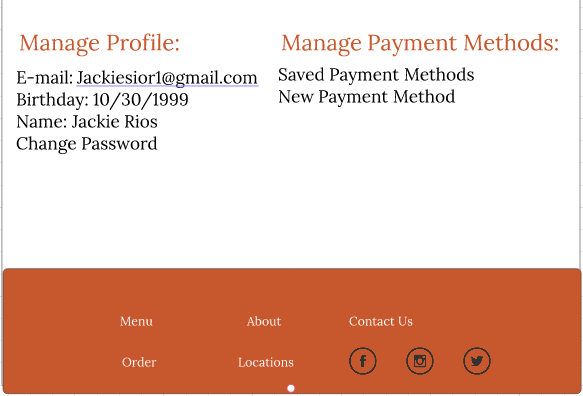 Manage Profile:
E-mail: Jackiesior1@gmail.com
Birthday: 10/30/1999
Name: Jackie Rios
Change Password
Manage Payment Methods:
Saved Payment Methods
New Payment Method
Menu
About
Contact Us
Order
Locations